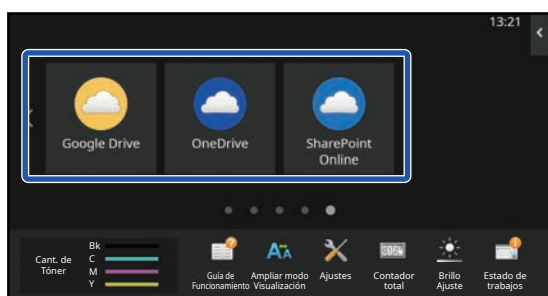 13:21
Google Drive
OneDrive
SharePoint
Online
Cant. de
Tóner
Bk
C
M
Y
Guía de
Funcionamiento
Ampliar modo
Visualización
Ajustes
Contador
total
Brillo
Ajuste
Estado de
trabajos